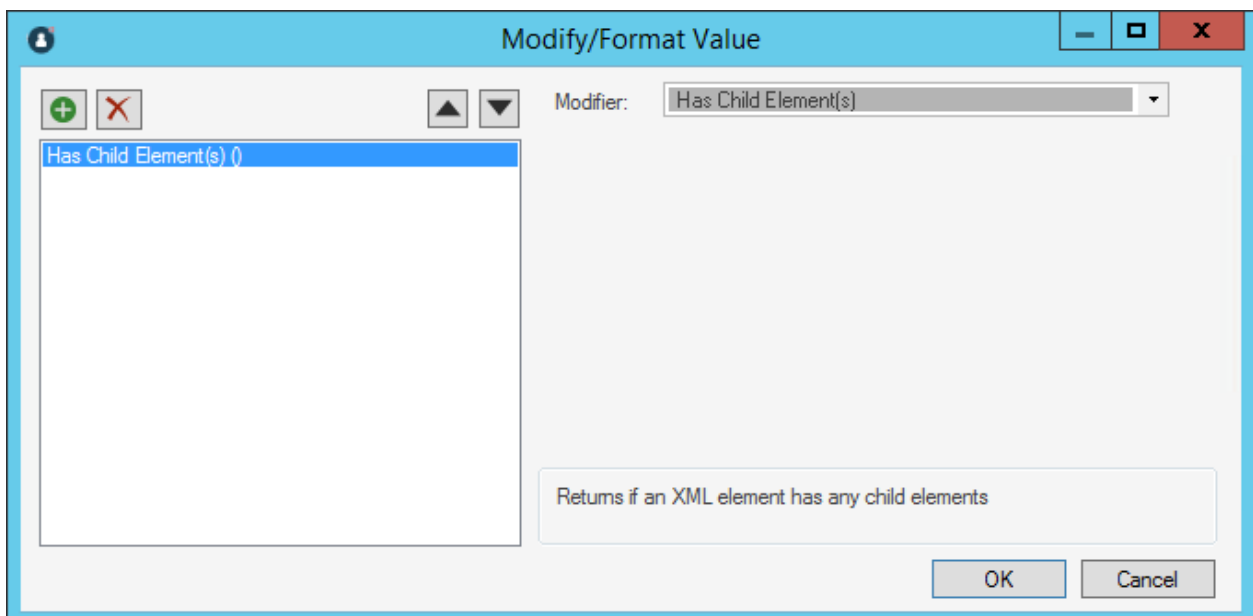 Modify/Format Value
x
Modifier:
Has Child Element(s)
Has Child Element(s) ()
Returns if an XML element has any child elements
OK
Cancel